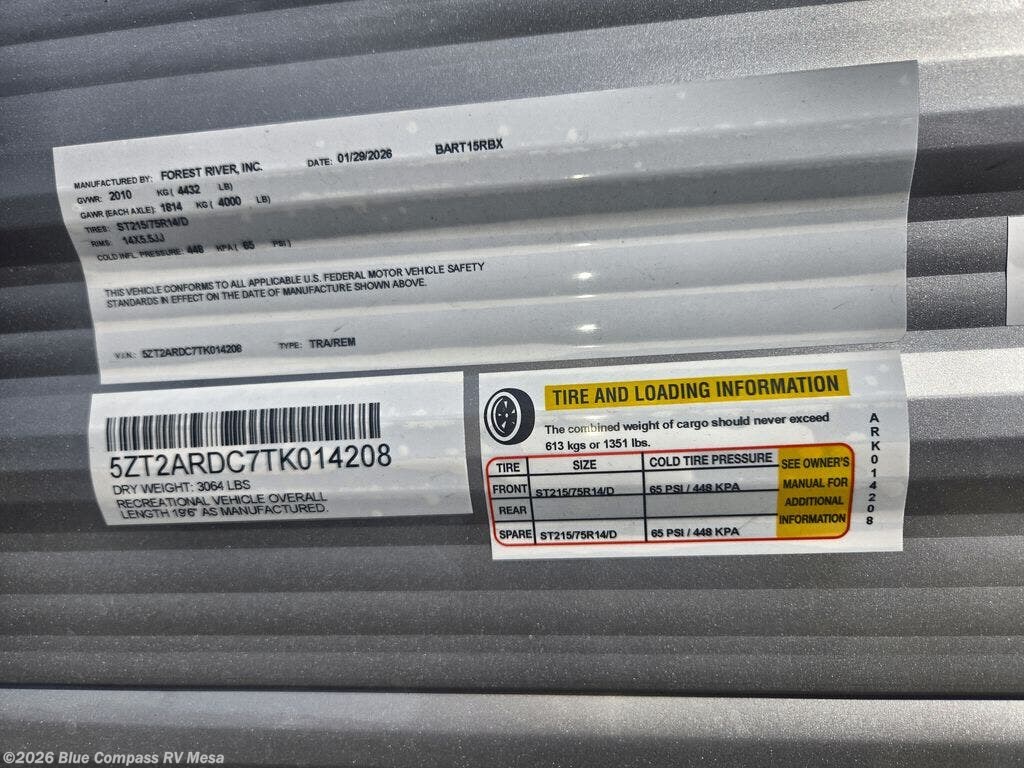 MANUFACTURED BY: FOREST RIVER, INC. DATE: 01/29/2026 BART15RBX
GVWR: 2010 KG ( 4432 LB)
GAWR (EACH AXLE): 1814 KG ( 4000 LB)
TIRES: ST215/75R14/D
RIMS: 14X5.5JJ
COLD INFL. PRESSURE: 448 KPA ( 65 PSI )
THIS VEHICLE CONFORMS TO ALL APPLICABLE U.S. FEDERAL MOTOR VEHICLE SAFETY
STANDARDS IN EFFECT ON THE DATE OF MANUFACTURE SHOWN ABOVE.
V.I.N.: 5ZT2ARDC7TK014208 TYPE: TRA/REM
5ZT2ARDC7TK014208
DRY WEIGHT: 3064 LBS
RECREATIONAL VEHICLE OVERALL
LENGTH 19'6" AS MANUFACTURED.
TIRE AND LOADING INFORMATION
The combined weight of cargo should never exceed
613 kgs or 1351 lbs.
TIRE SIZE COLD TIRE PRESSURE
FRONT ST215/75R14/D 65 PSI / 448 KPA
REAR
SPARE ST215/75R14/D 65 PSI / 448 KPA
SEE OWNER'S
MANUAL FOR
ADDITIONAL
INFORMATION
ARK014208
©2026 Blue Compass RV Mesa